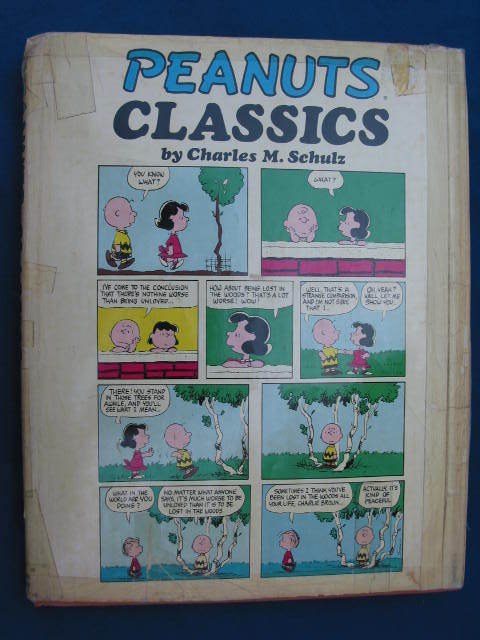 PEANUTS
CLASSICS
by Charles M. Schulz
YOU KNOW
WHAT?
WHAT?
I'VE COME TO THE CONCLUSION
THAT THERE'S NOTHING WORSE
THAN BEING UNLOVED...
HOW ABOUT BEING LOST IN
THE WOODS? THAT'S A LOT
WORSE! WOW!
WELL, THAT'S A
STRANGE COMPARISON,
AND I'M NOT SURE
THAT I..
OH, YEAH?
WELL, LET ME
SHOW YOU...
THERE! YOU STAND
IN THOSE TREES FOR
AWHILE, AND YOU'LL
SEE WHAT I MEAN...
WHAT IN THE
WORLD ARE YOU
DOING?
NO MATTER WHAT ANYONE
SAYS, IT'S MUCH WORSE TO BE
UNLOVED THAN IT IS TO BE
LOST IN THE WOODS
SOMETIMES I THINK YOU'VE
BEEN LOST IN THE WOODS ALL
YOUR LIFE, CHARLIE BROWN...
ACTUALLY, IT'S
KIND OF
PEACEFUL